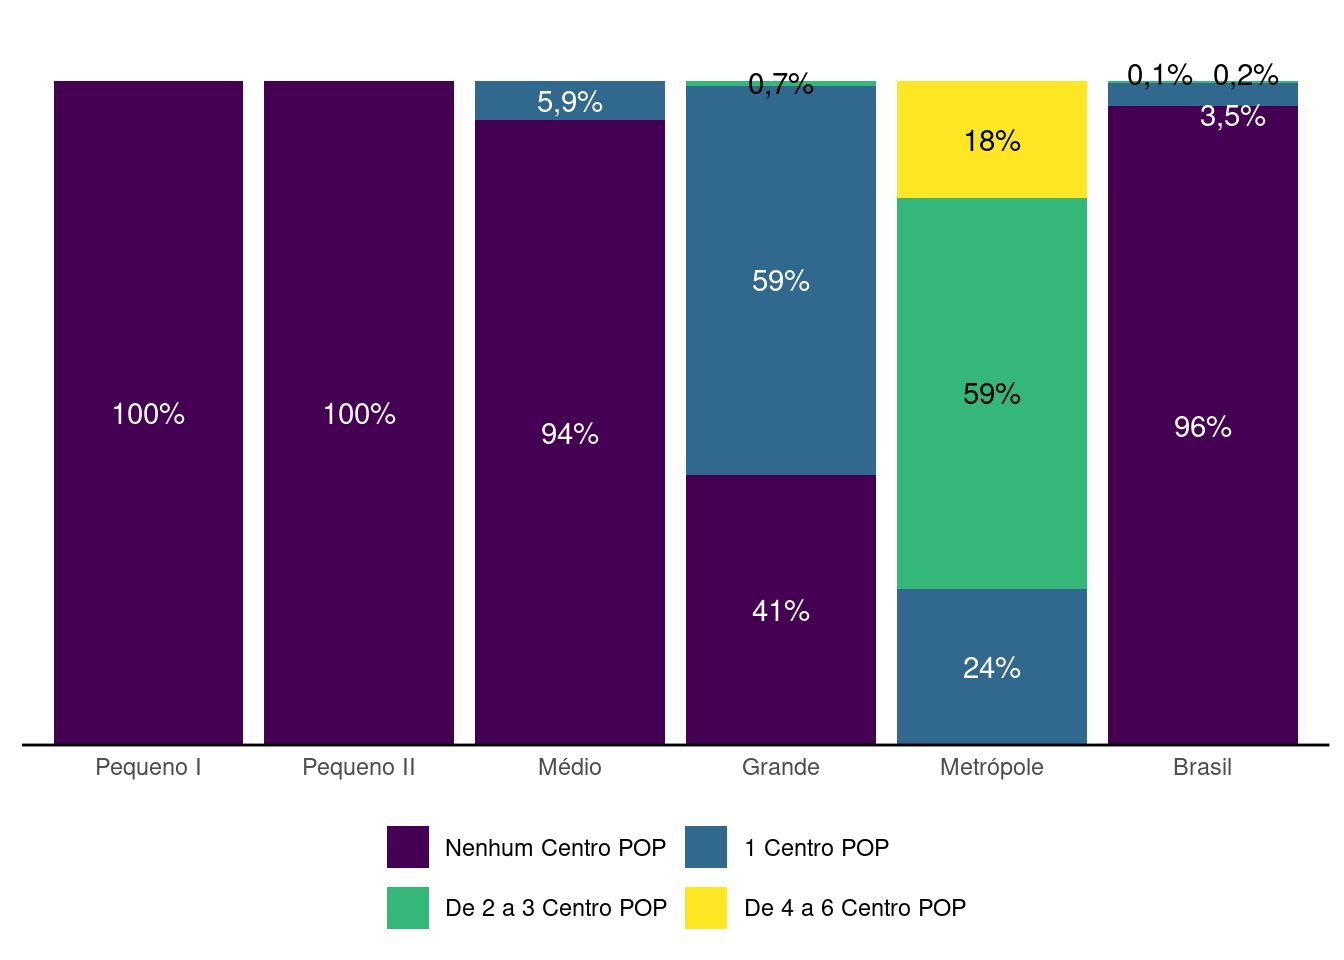 0,1% 0,2%
0,7%
5,9%
3,5%
18%
59%
59%
100%
100%
94%
96%
41%
24%
Pequeno I
Pequeno II
Médio
Grande
Metrópole
Brasil
Nenhum Centro POP
1 Centro POP
De 2 a 3 Centro POP
De 4 a 6 Centro POP